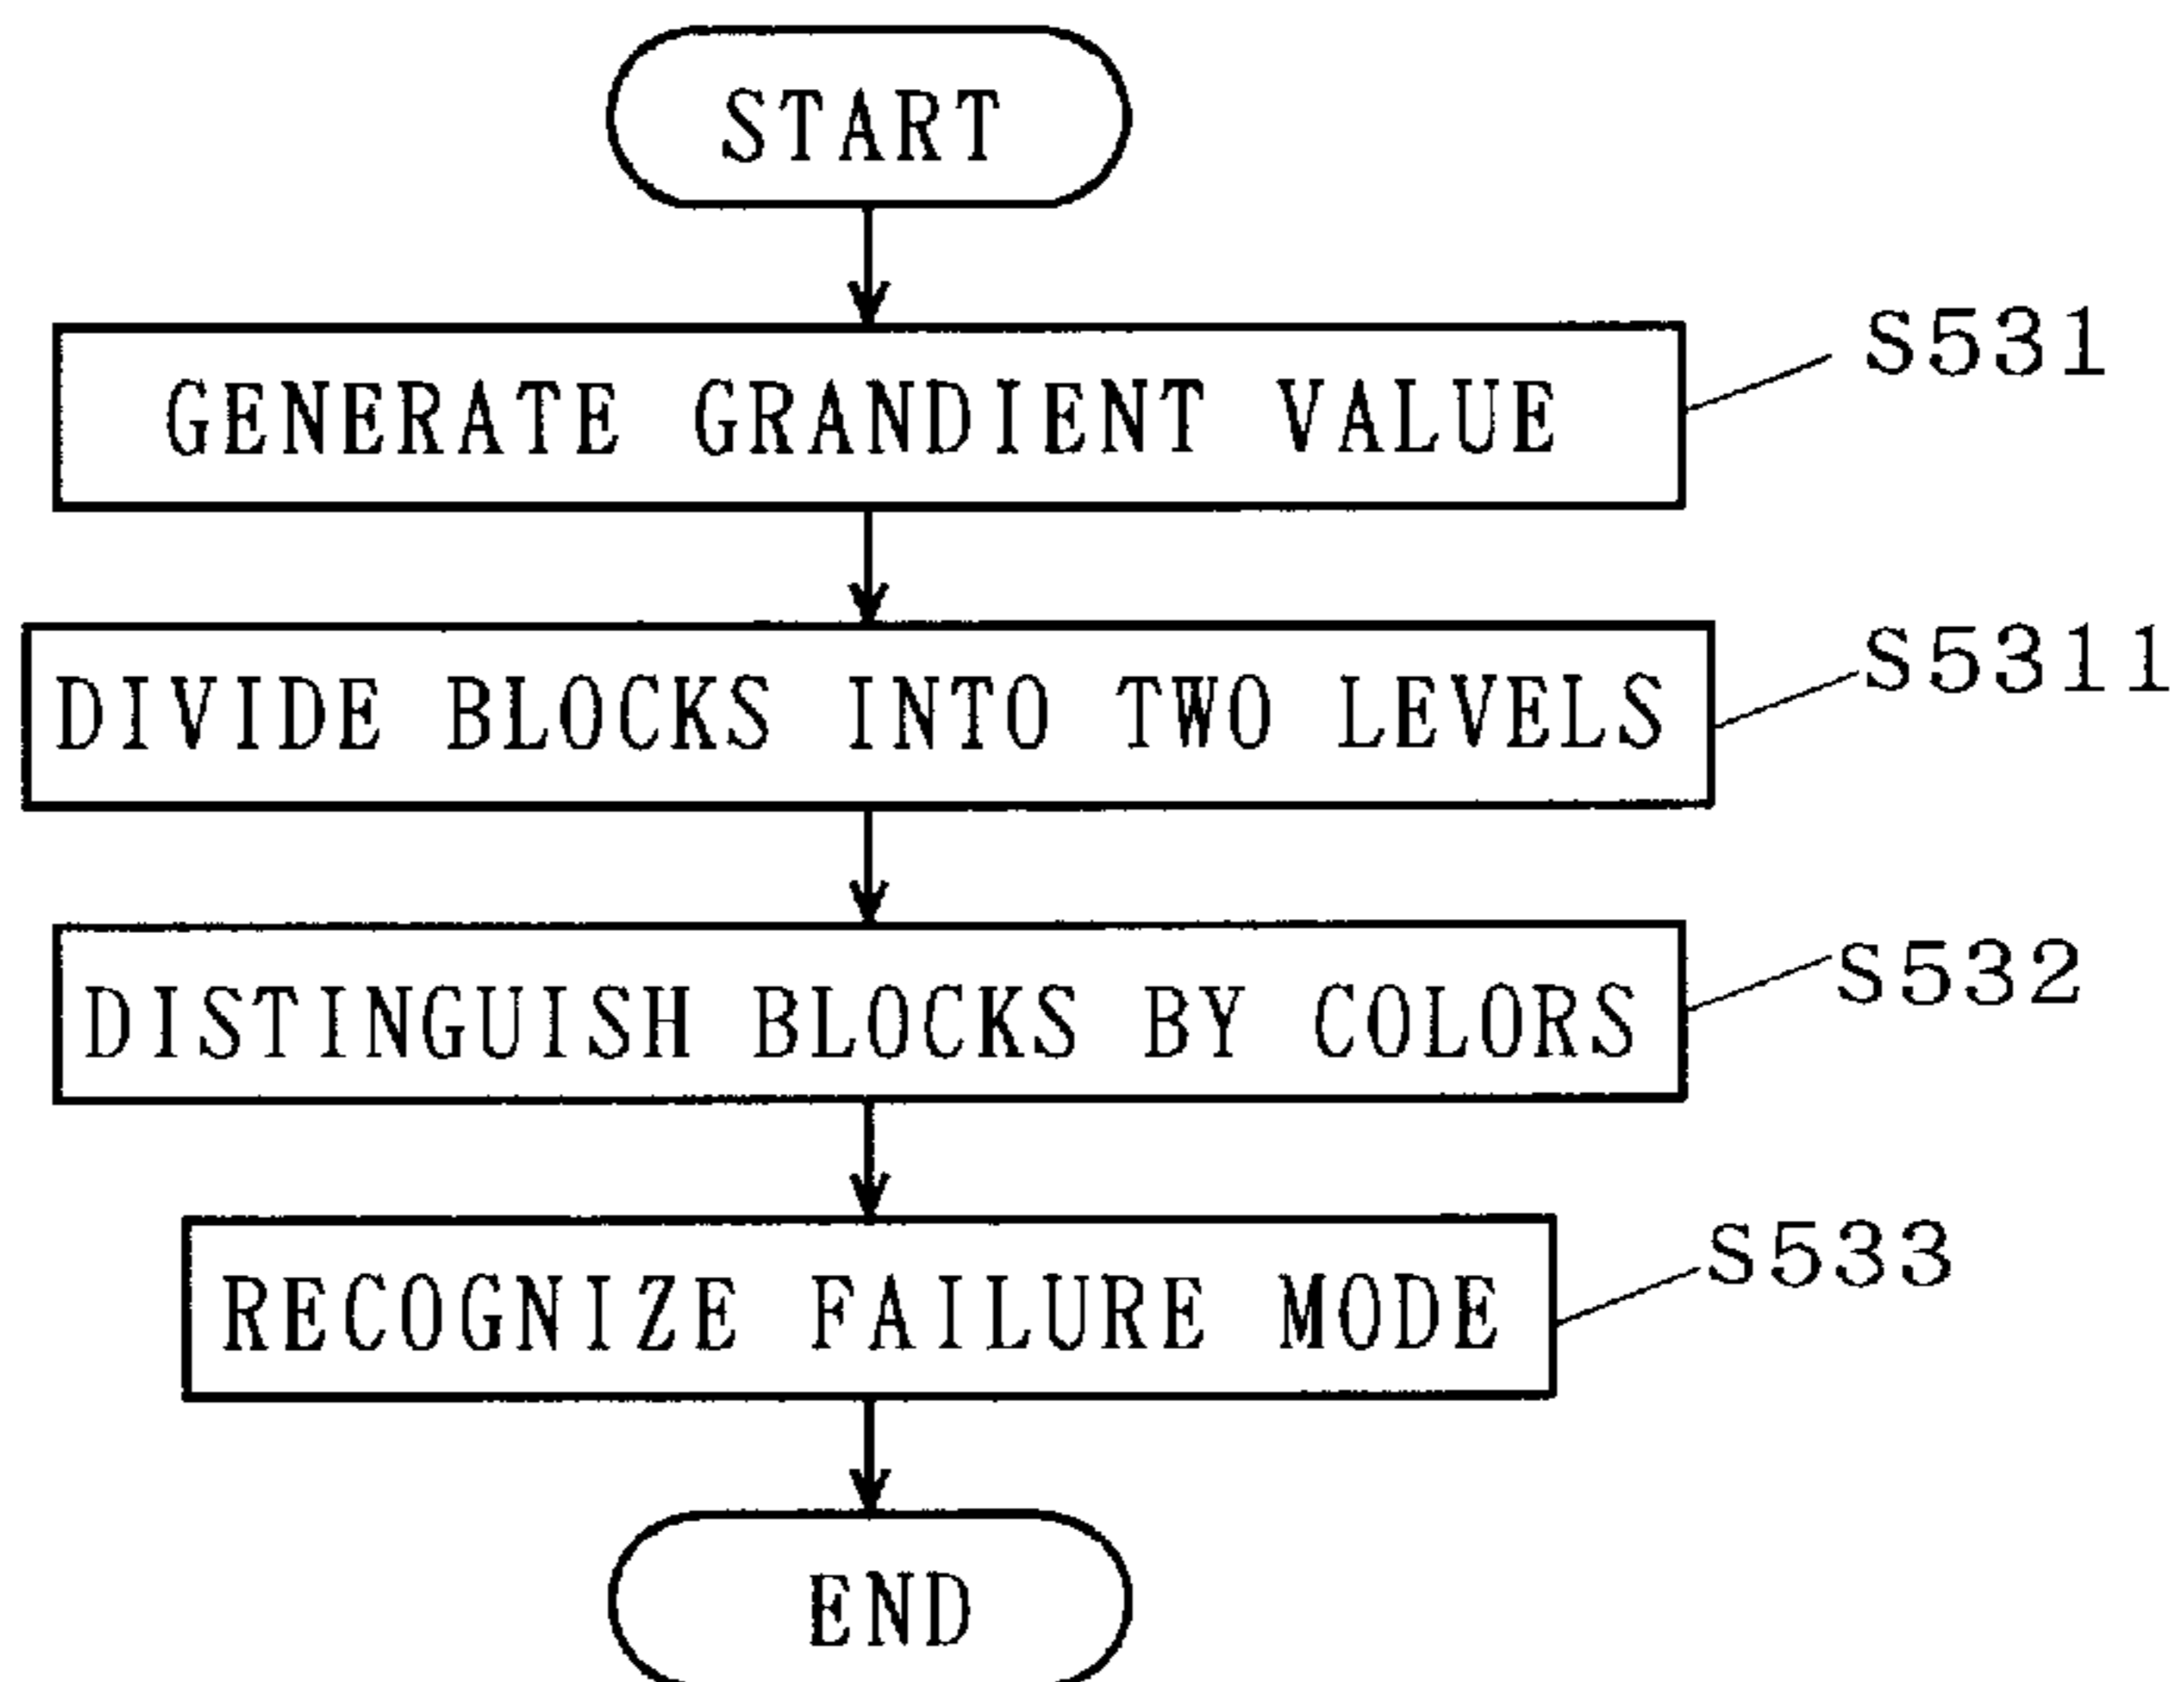 START
GENERATE GRANDIENT VALUE
S531
DIVIDE BLOCKS INTO TWO LEVELS
S5311
DISTINGUISH BLOCKS BY COLORS
S532
RECOGNIZE FAILURE MODE
S533
END